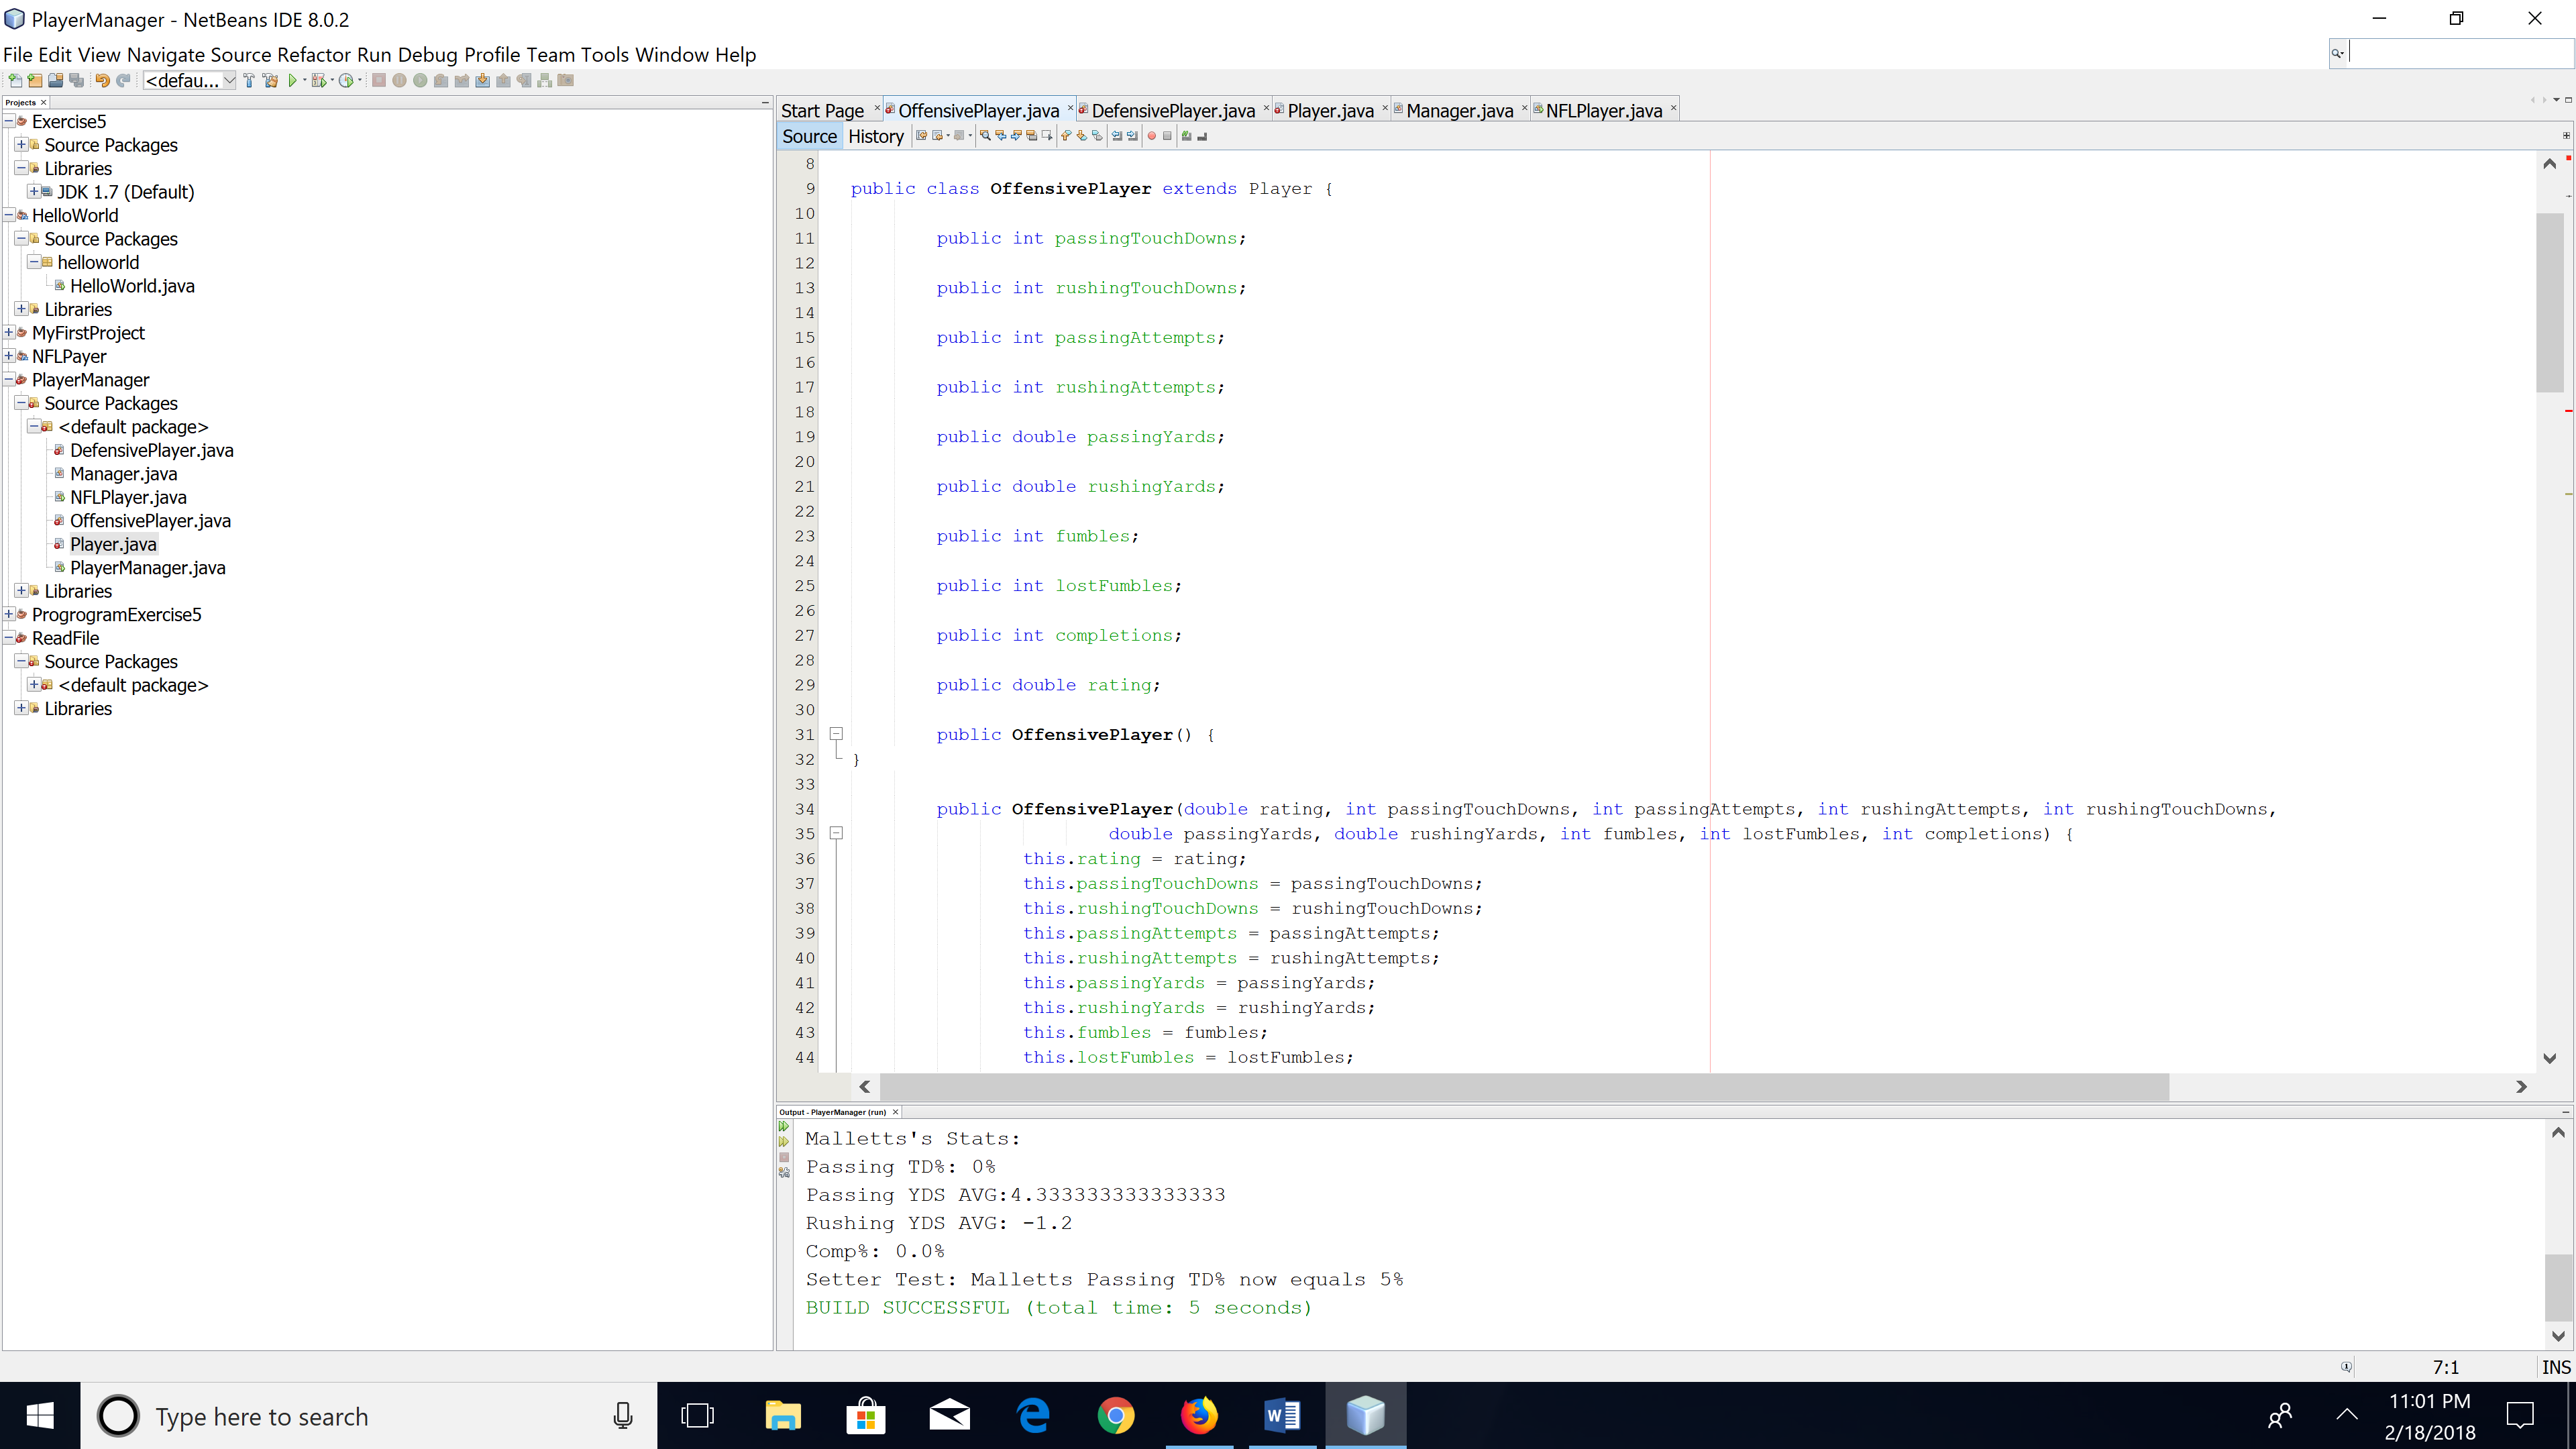 PlayerManager - NetBeans IDE 8.0.2
File Edit View Navigate Source Refactor Run Debug Profile Team Tools Window Help
<defau...
Projects
Exercise5
Source Packages
Libraries
JDK 1.7 (Default)
HelloWorld
Source Packages
helloworld
HelloWorld.java
Libraries
MyFirstProject
NFLPayer
PlayerManager
Source Packages
<default package>
DefensivePlayer.java
Manager.java
NFLPlayer.java
OffensivePlayer.java
Player.java
PlayerManager.java
Libraries
ProgrogramExercise5
ReadFile
Source Packages
<default package>
Libraries
Start Page OffensivePlayer.java DefensivePlayer.java Player.java Manager.java NFLPlayer.java
Source History
8
9 public class OffensivePlayer extends Player {
10
11 public int passingTouchDowns;
12
13 public int rushingTouchDowns;
14
15 public int passingAttempts;
16
17 public int rushingAttempts;
18
19 public double passingYards;
20
21 public double rushingYards;
22
23 public int fumbles;
24
25 public int lostFumbles;
26
27 public int completions;
28
29 public double rating;
30
31 public OffensivePlayer() {
32 }
33
34 public OffensivePlayer(double rating, int passingTouchDowns, int passingAttempts, int rushingAttempts, int rushingTouchDowns,
35 double passingYards, double rushingYards, int fumbles, int lostFumbles, int completions) {
36 this.rating = rating;
37 this.passingTouchDowns = passingTouchDowns;
38 this.rushingTouchDowns = rushingTouchDowns;
39 this.passingAttempts = passingAttempts;
40 this.rushingAttempts = rushingAttempts;
41 this.passingYards = passingYards;
42 this.rushingYards = rushingYards;
43 this.fumbles = fumbles;
44 this.lostFumbles = lostFumbles;
Output - PlayerManager (run)
Malletts's Stats:
Passing TD%: 0%
Passing YDS AVG:4.333333333333333
Rushing YDS AVG: -1.2
Comp%: 0.0%
Setter Test: Malletts Passing TD% now equals 5%
BUILD SUCCESSFUL (total time: 5 seconds)
7:1 INS
Type here to search
11:01 PM
2/18/2018